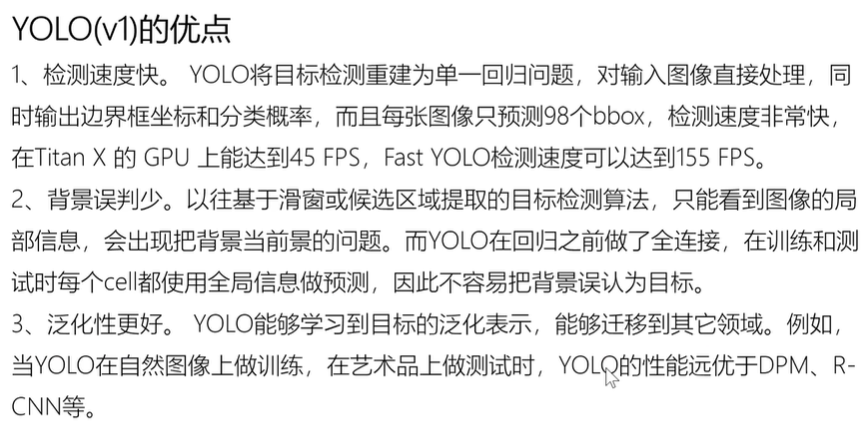 YOLO(v1)的优点
1、检测速度快。 YOLO将目标检测重建为单一回归问题，对输入图像直接处理，同
时输出边界框坐标和分类概率，而且每张图像只预测98个bbox，检测速度非常快，
在Titan X 的 GPU 上能达到45 FPS，Fast YOLO检测速度可以达到155 FPS。
2、背景误判少。以往基于滑窗或候选区域提取的目标检测算法，只能看到图像的局
部信息，会出现把背景当前景的问题。而YOLO在回归之前做了全连接，在训练和测
试时每个cell都使用全局信息做预测，因此不容易把背景误认为目标。
3、泛化性更好。 YOLO能够学习到目标的泛化表示，能够迁移到其它领域。例如，
当YOLO在自然图像上做训练，在艺术品上做测试时，YOLO的性能远优于DPM、R-
CNN等。